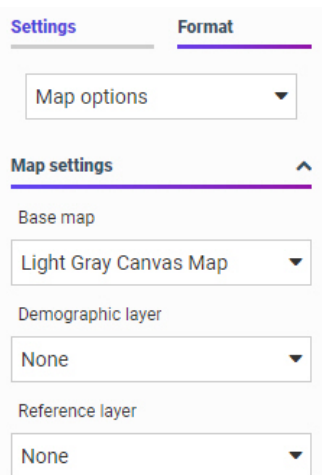 Settings Format
Map options
Map settings
Base map
Light Gray Canvas Map
Demographic layer
None
Reference layer
None